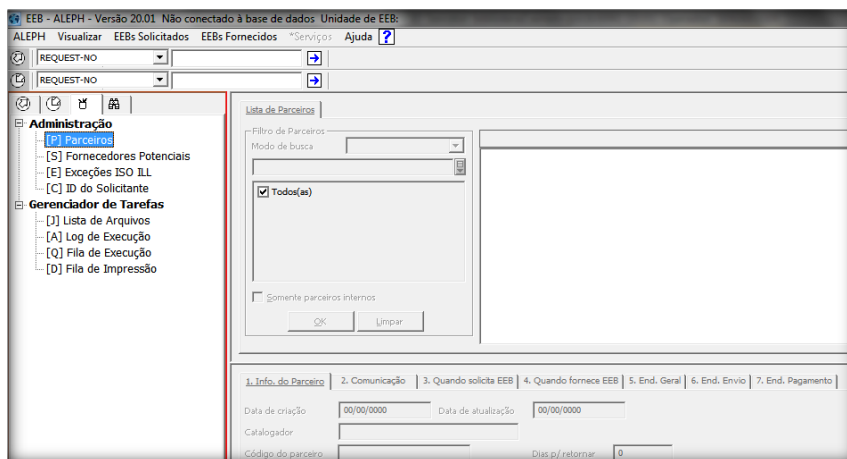 EEB - ALEPH - Versão 20.01 Não conectado à base de dados Unidade de EEB:
ALEPH Visualizar EEBs Solicitados EEBs Fornecidos *Serviços Ajuda ?
REQUEST-NO
REQUEST-NO
Administração
[P] Parceiros
[S] Fornecedores Potenciais
[E] Exceções ISO ILL
[C] ID do Solicitante
Gerenciador de Tarefas
[J] Lista de Arquivos
[A] Log de Execução
[Q] Fila de Execução
[D] Fila de Impressão
Lista de Parceiros
Filtro de Parceiros
Modo de busca
Todos(as)
Somente parceiros internos
OK Limpar
1. Info. do Parceiro 2. Comunicação 3. Quando solicita EEB 4. Quando fornece EEB 5. End. Geral 6. End. Envio 7. End. Pagamento
Data de criação 00/00/0000 Data de atualização 00/00/0000
Catalogador
Código do parceiro Dias p/ retornar 0